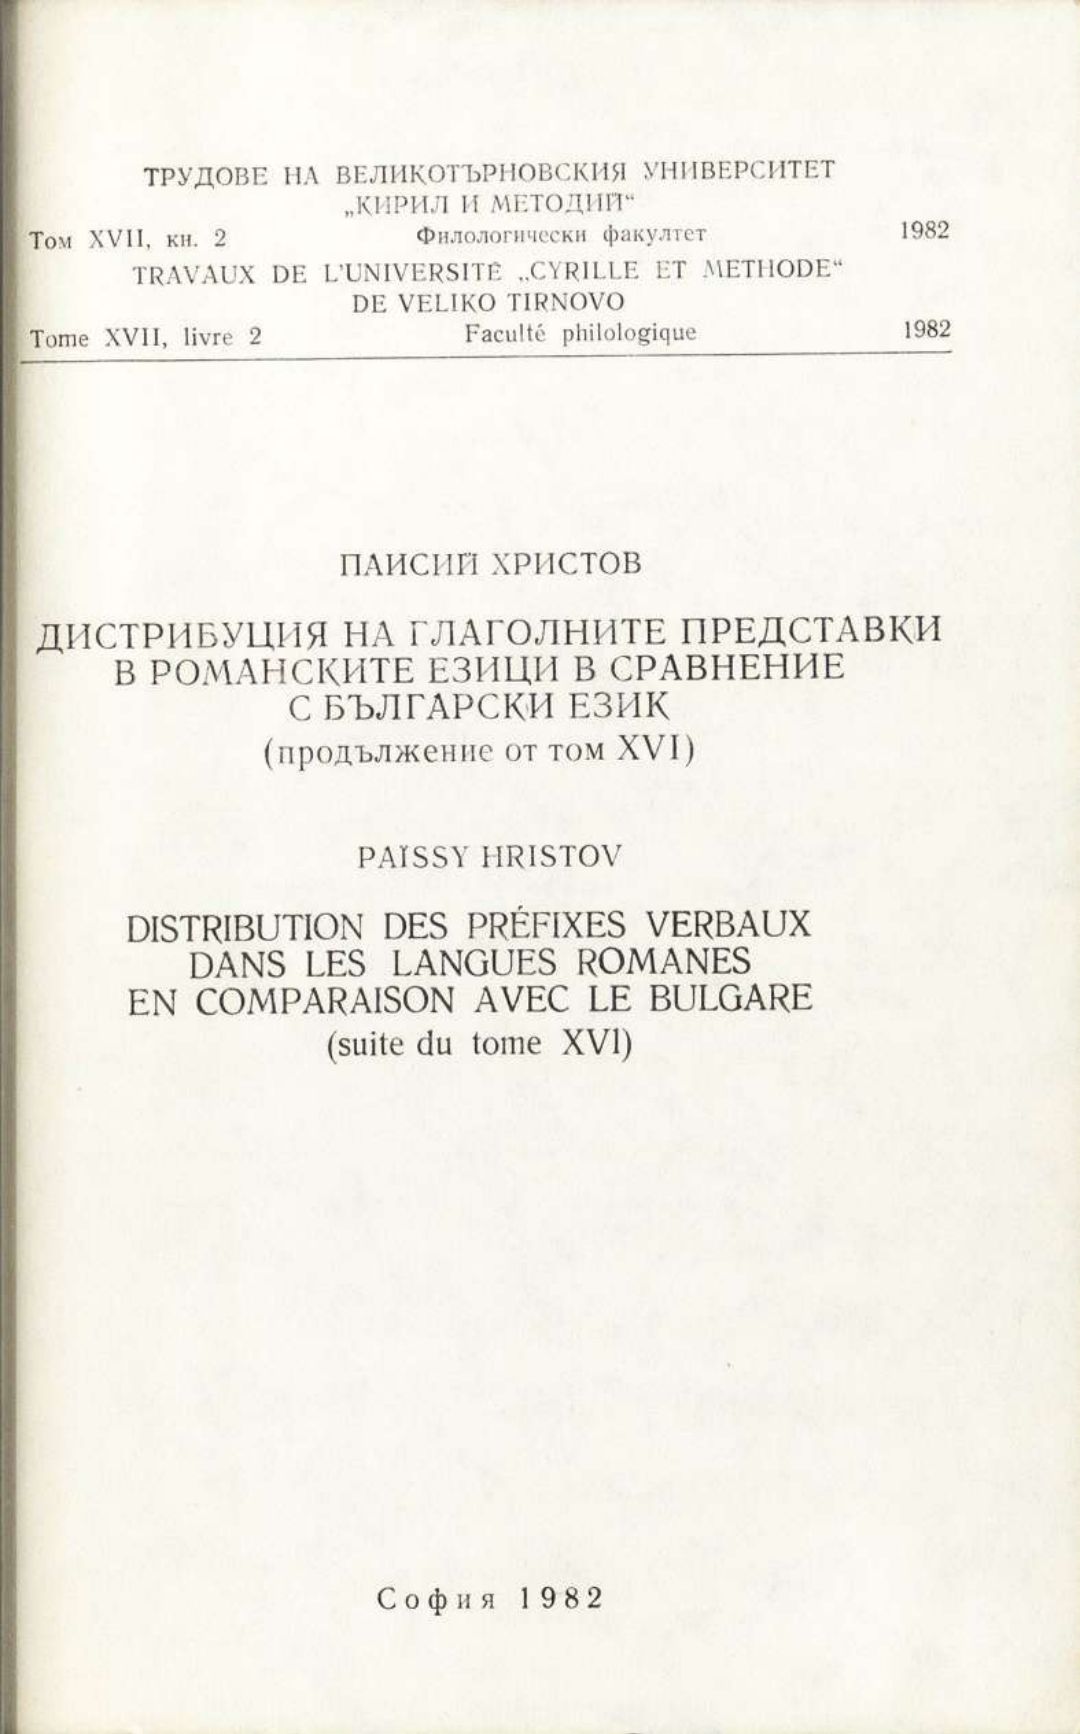 ТРУДОВЕ НА ВЕЛИКОТЪРНОВСКИЯ УНИВЕРСИТЕТ
„КИРИЛ И МЕТОДИЙ“
Том XVII, кн. 2 Филологически факултет 1982
TRAVAUX DE L'UNIVERSITÉ „CYRILLE ET METHODE“
DE VELIKO TIRNOVO
Tome XVII, livre 2 Faculté philologique 1982
ПАИСИЙ ХРИСТОВ
ДИСТРИБУЦИЯ НА ГЛАГОЛНИТЕ ПРЕДСТАВКИ
В РОМАНСКИТЕ ЕЗИЦИ В СРАВНЕНИЕ
С БЪЛГАРСКИ ЕЗИК
(продължение от том XVI)
PAÏSSY HRISTOV
DISTRIBUTION DES PRÉFIXES VERBAUX
DANS LES LANGUES ROMANES
EN COMPARAISON AVEC LE BULGARE
(suite du tome XVI)
София 1982